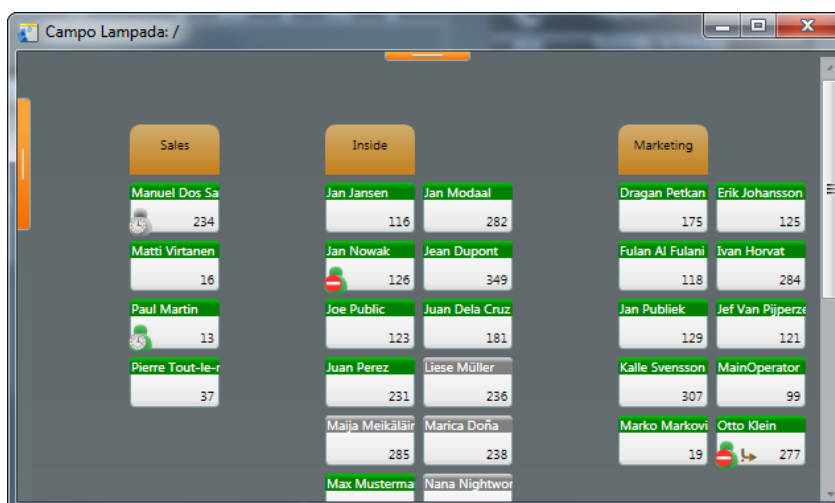 Campo Lampada: /
Sales
Manuel Dos Sa
234
Matti Virtanen
16
Paul Martin
13
Pierre Tout-le-r
37
Inside
Jan Jansen
116
Jan Modaal
282
Jan Nowak
126
Jean Dupont
349
Joe Public
123
Juan Dela Cruz
181
Juan Perez
231
Liese Müller
236
Maija Meikäläin
285
Marica Doña
238
Max Musterma
Nana Nightwor
Marketing
Dragan Petkan
175
Erik Johansson
125
Fulan Al Fulani
118
Ivan Horvat
284
Jan Publiek
129
Jef Van Pijperze
121
Kalle Svensson
307
MainOperator
99
Marko Markovi
19
Otto Klein
277